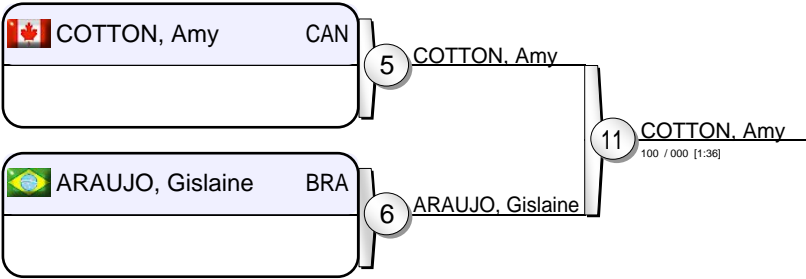 COTTON, Amy CAN
5
COTTON, Amy
11
COTTON, Amy
100 / 000 [1:36]
ARAUJO, Gislaine BRA
6
ARAUJO, Gislaine